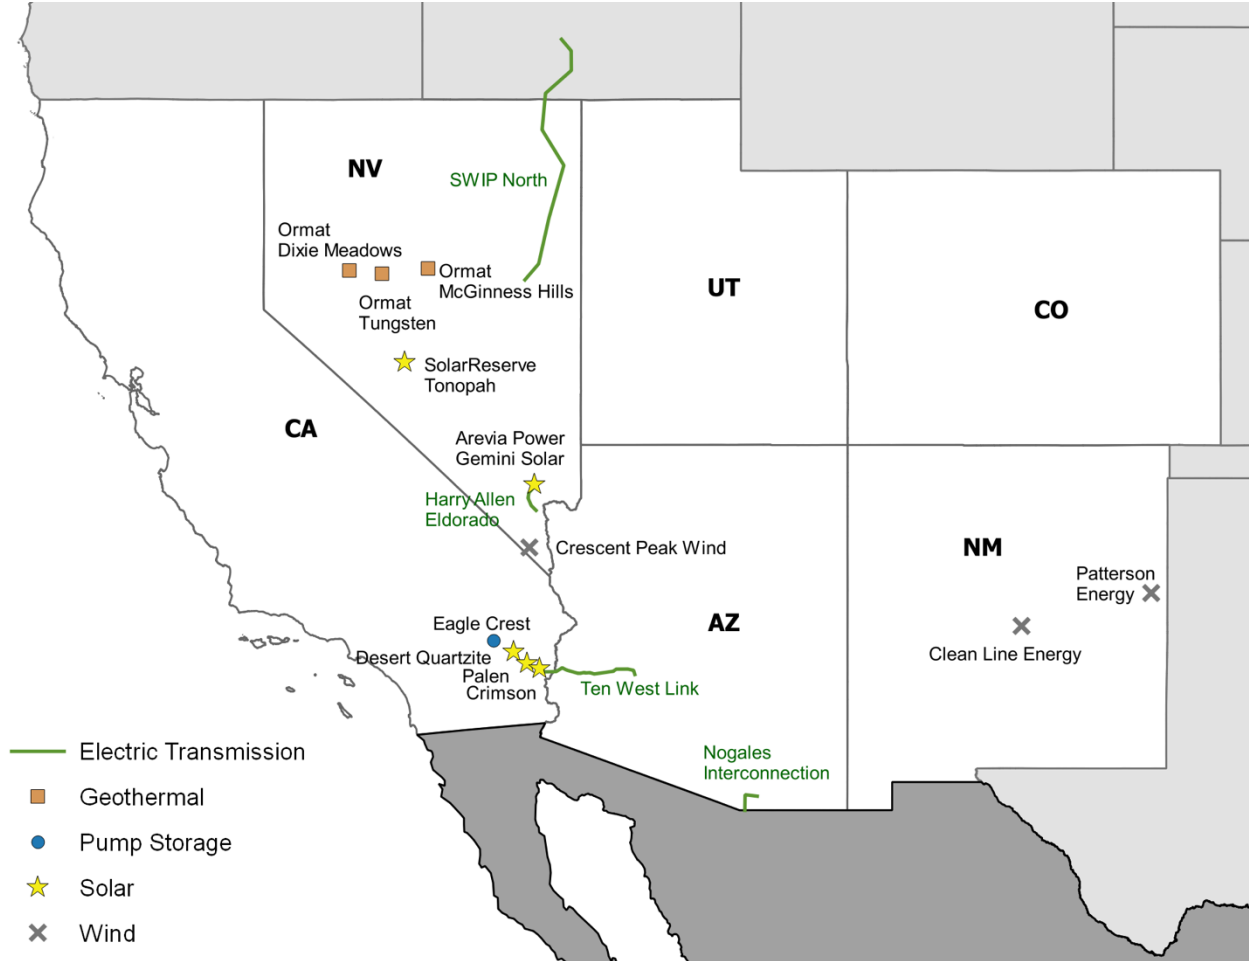 NV
SWIP North
Ormat
Dixie Meadows
Ormat
McGinness Hills
Ormat
Tungsten
UT
CO
SolarReserve
Tonopah
CA
Arevia Power
Gemini Solar
Harry Allen
Eldorado
Crescent Peak Wind
NM
Patterson
Energy
AZ
Clean Line Energy
Eagle Crest
Desert Quartzite
Palen
Crimson
Ten West Link
Nogales
Interconnection
Electric Transmission
Geothermal
Pump Storage
Solar
Wind